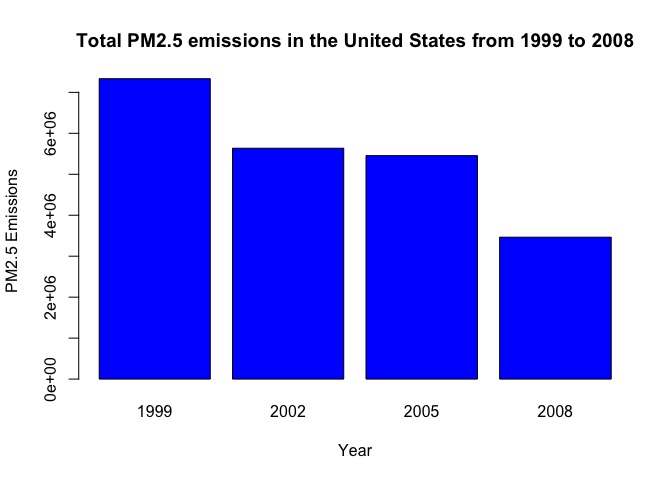 Total PM2.5 emissions in the United States from 1999 to 2008
PM2.5 Emissions
6e+06
4e+06
2e+06
0e+00
1999 2002 2005 2008
Year